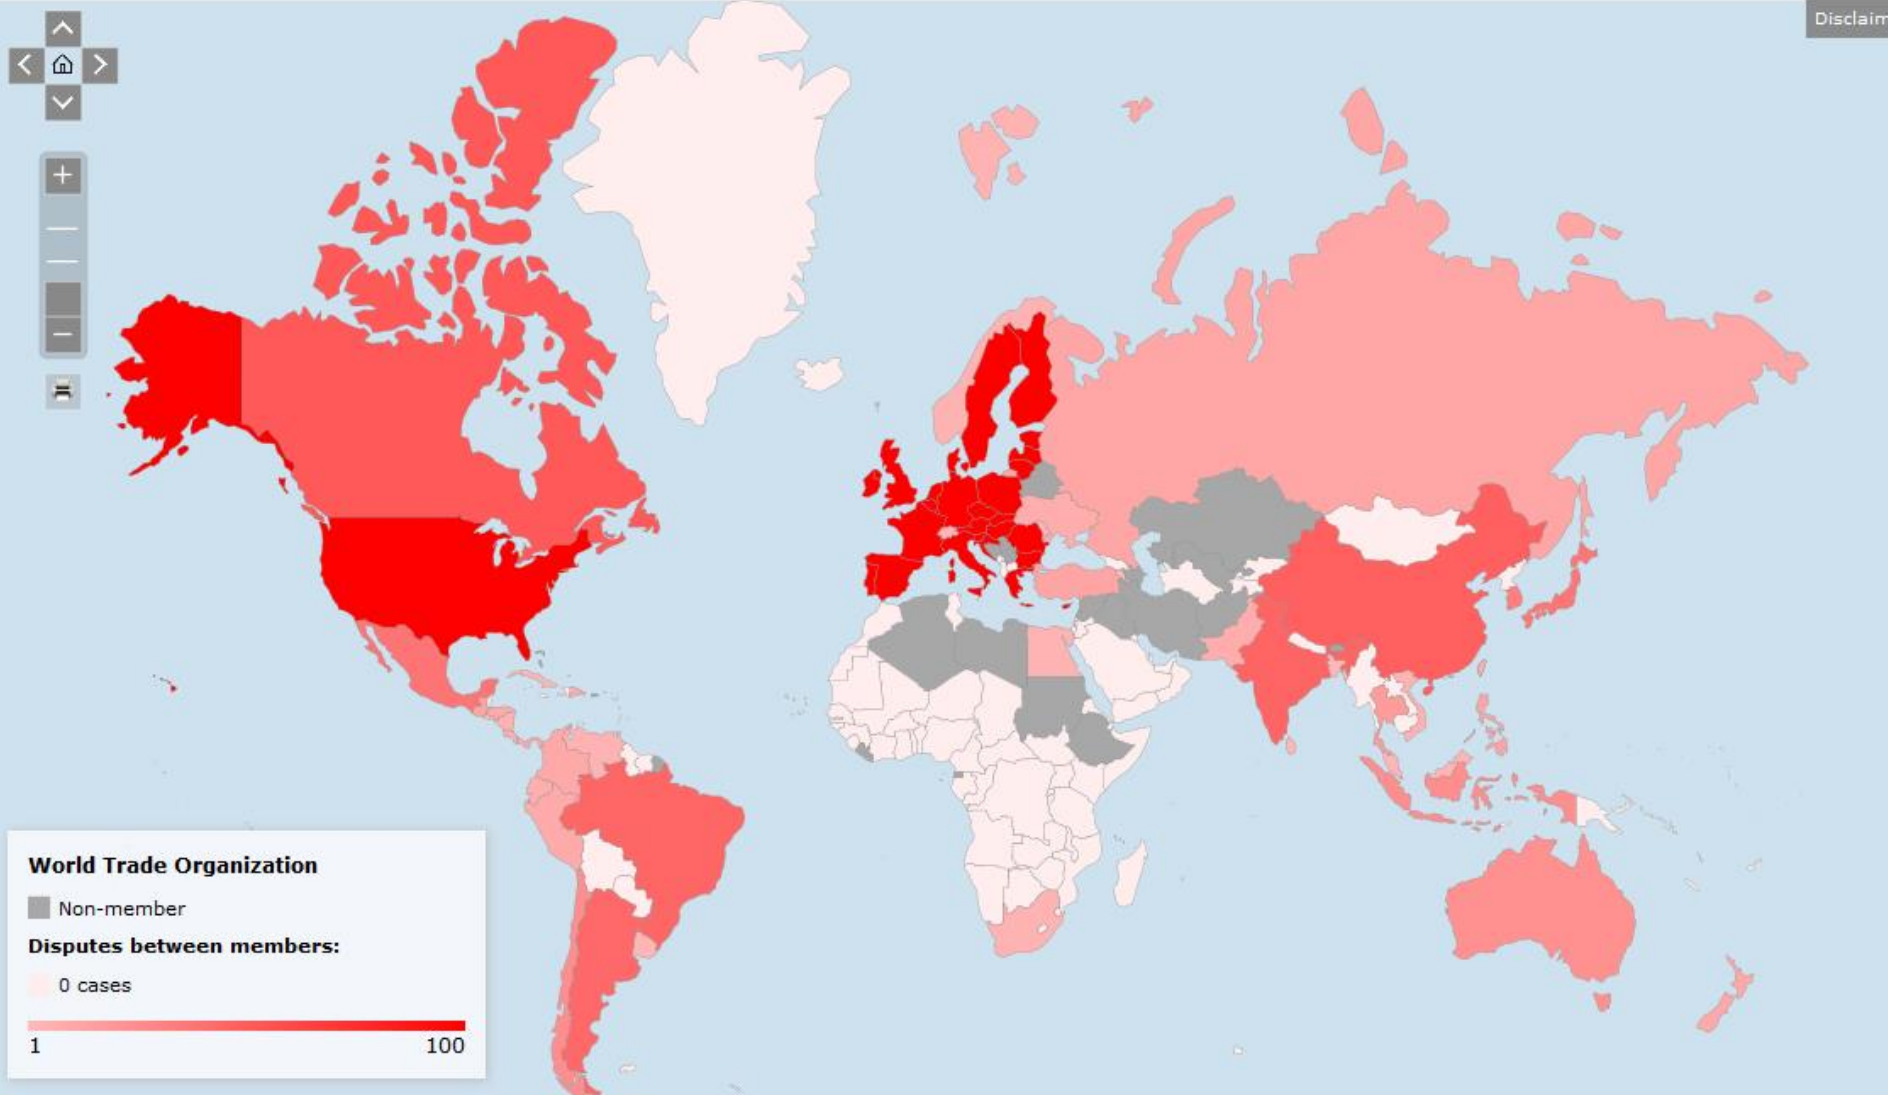 Disclaim
World Trade Organization
Non-member
Disputes between members:
0 cases
1 100